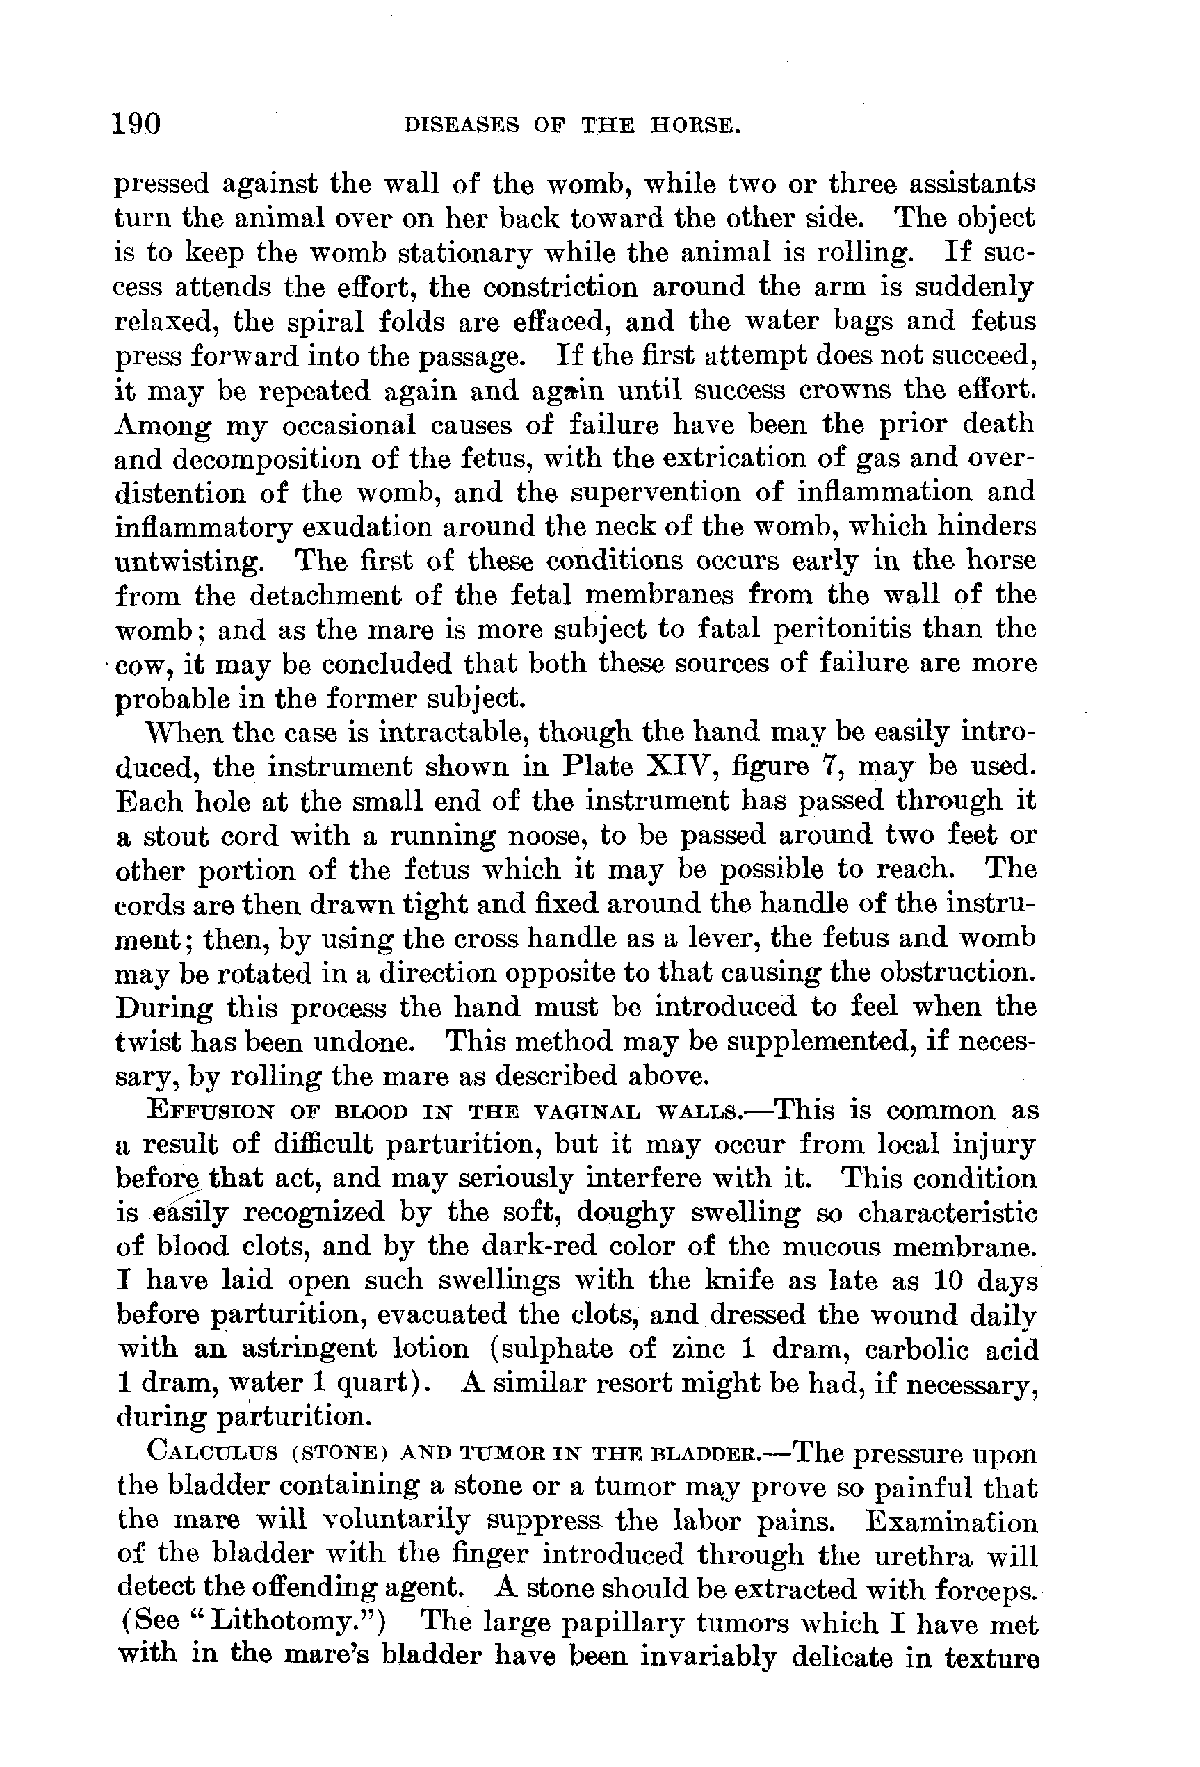 190 DISEASES OF THE HORSE.
pressed against the wall of the womb, while two or three assistants
turn the animal over on her back toward the other side. The object
is to keep the womb stationary while the animal is rolling. If suc-
cess attends the effort, the constriction around the arm is suddenly
relaxed, the spiral folds are effaced, and the water bags and fetus
press forward into the passage. If the first attempt does not succeed,
it may be repeated again and again until success crowns the effort.
Among my occasional causes of failure have been the prior death
and decomposition of the fetus, with the extrication of gas and over-
distention of the womb, and the supervention of inflammation and
inflammatory exudation around the neck of the womb, which hinders
untwisting. The first of these conditions occurs early in the horse
from the detachment of the fetal membranes from the wall of the
womb; and as the mare is more subject to fatal peritonitis than the
cow, it may be concluded that both these sources of failure are more
probable in the former subject.
When the case is intractable, though the hand may be easily intro-
duced, the instrument shown in Plate XIV, figure 7, may be used.
Each hole at the small end of the instrument has passed through it
a stout cord with a running noose, to be passed around two feet or
other portion of the fetus which it may be possible to reach. The
cords are then drawn tight and fixed around the handle of the instru-
ment; then, by using the cross handle as a lever, the fetus and womb
may be rotated in a direction opposite to that causing the obstruction.
During this process the hand must be introduced to feel when the
twist has been undone. This method may be supplemented, if neces-
sary, by rolling the mare as described above.
EFFUSION OF BLOOD IN THE VAGINAL WALLS.—This is common as
a result of difficult parturition, but it may occur from local injury
before that act, and may seriously interfere with it. This condition
is easily recognized by the soft, doughy swelling so characteristic
of blood clots, and by the dark-red color of the mucous membrane.
I have laid open such swellings with the knife as late as 10 days
before parturition, evacuated the clots, and dressed the wound daily
with an astringent lotion (sulphate of zinc 1 dram, carbolic acid
1 dram, water 1 quart). A similar resort might be had, if necessary,
during parturition.
CALCULUS (STONE) AND TUMOR IN THE BLADDER.—The pressure upon
the bladder containing a stone or a tumor may prove so painful that
the mare will voluntarily suppress the labor pains. Examination
of the bladder with the finger introduced through the urethra will
detect the offending agent. A stone should be extracted with forceps.
(See "Lithotomy.") The large papillary tumors which I have met
with in the mare's bladder have been invariably delicate in texture